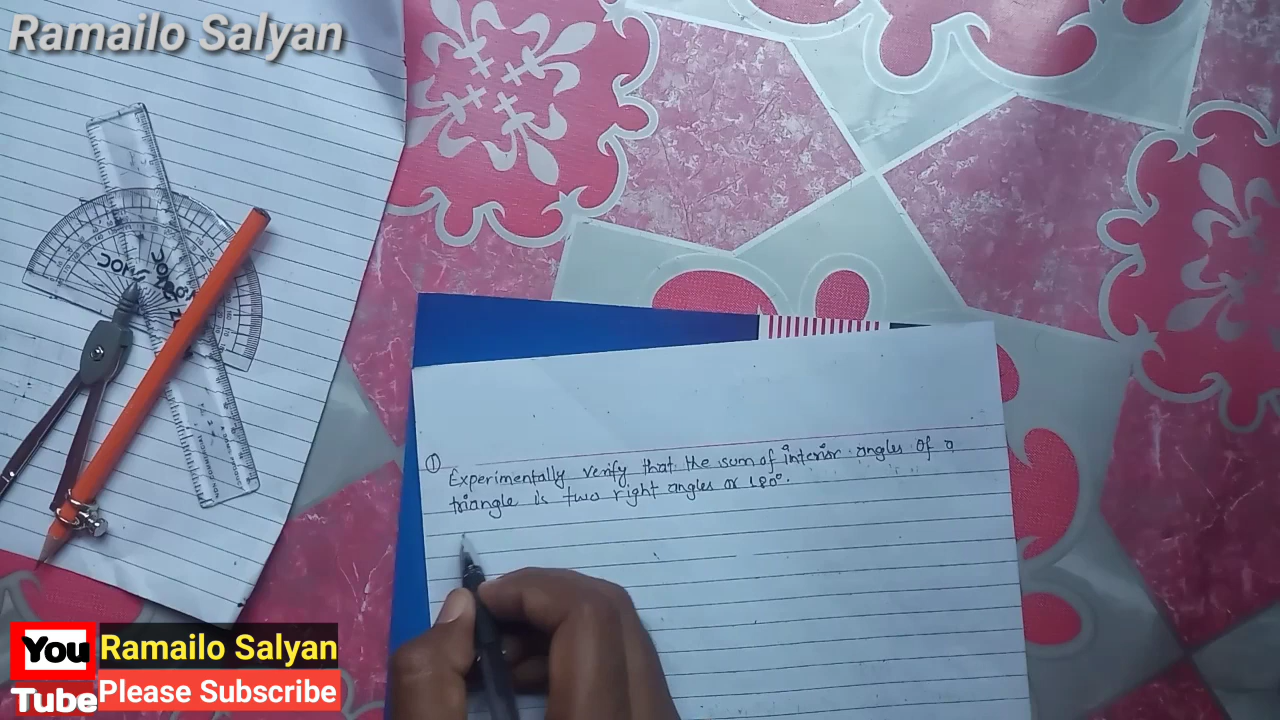 Ramailo Salyan
① Experimentally verify that the sum of interior angles of a
triangle is two right angles or 180°.
DOMS
You
Tube
Ramailo Salyan
Please Subscribe